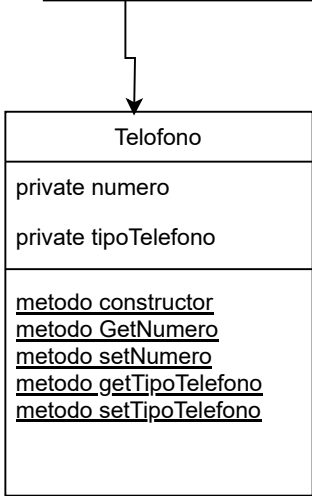 Telofono
private numero
private tipoTelefono
metodo constructor
metodo GetNumero
metodo setNumero
metodo getTipoTelefono
metodo setTipoTelefono